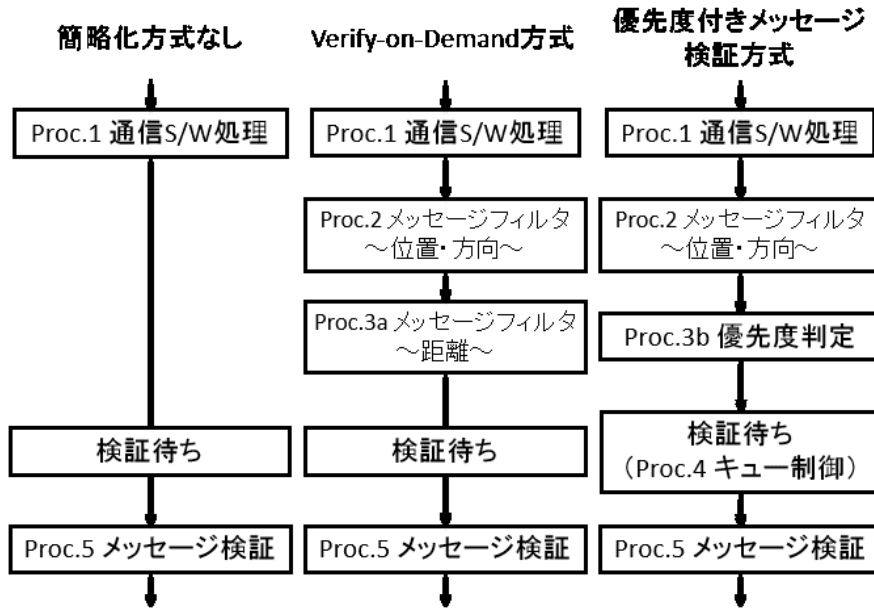 簡略化方式なし
Proc.1 通信S/W処理
検証待ち
Proc.5 メッセージ検証
Verify-on-Demand方式
Proc.1 通信S/W処理
Proc.2 メッセージフィルタ
~位置・方向~
Proc.3a メッセージフィルタ
~距離~
検証待ち
Proc.5 メッセージ検証
優先度付きメッセージ
検証方式
Proc.1 通信S/W処理
Proc.2 メッセージフィルタ
~位置・方向~
Proc.3b 優先度判定
検証待ち
（Proc.4 キュー制御）
Proc.5 メッセージ検証